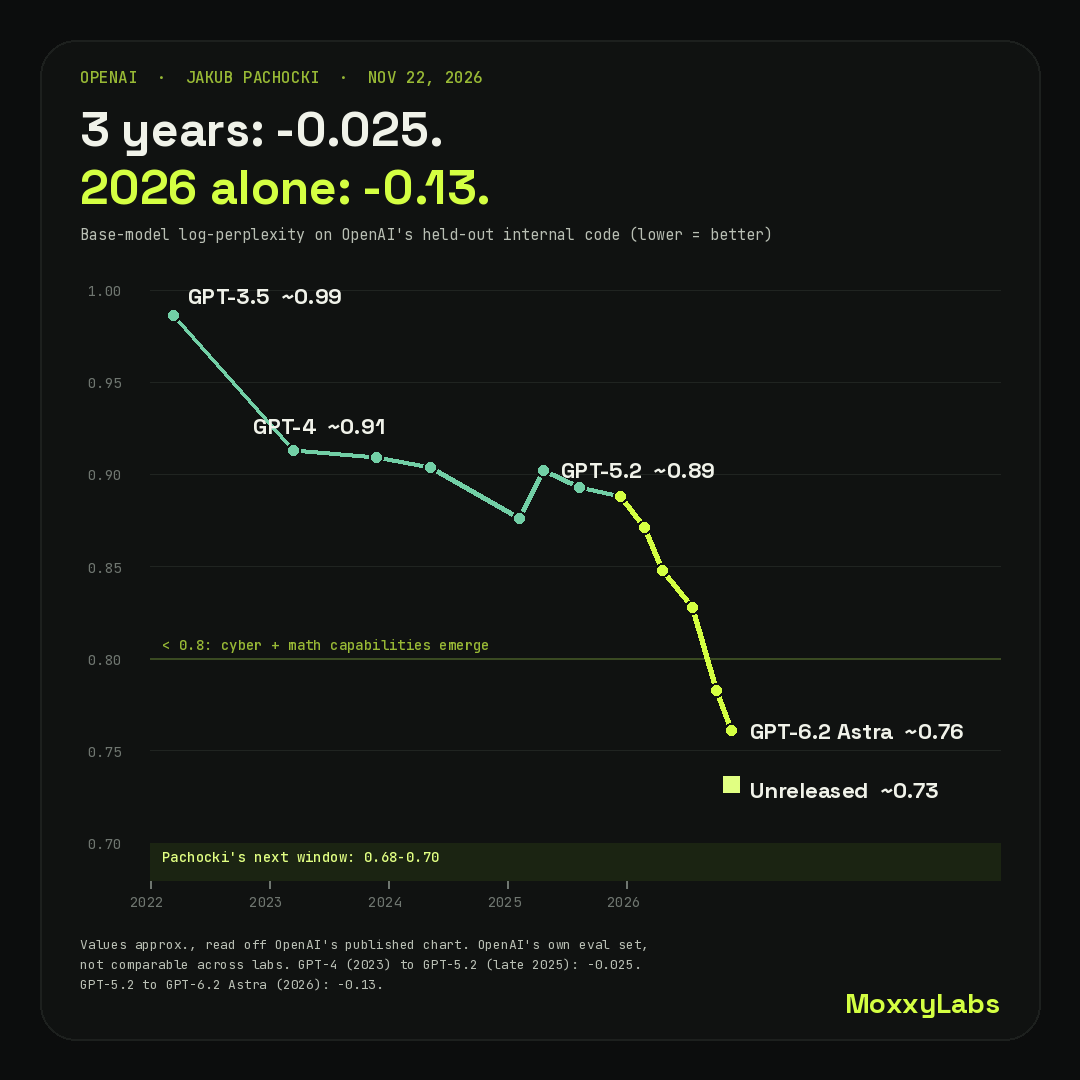 OPENAI · JAKUB PACHOCKI · NOV 22, 2026
3 years: -0.025.
2026 alone: -0.13.
Base-model log-perplexity on OpenAI's held-out internal code (lower = better)
1.00
GPT-3.5 ~0.99
0.95
GPT-4 ~0.91
0.90
GPT-5.2 ~0.89
0.85
< 0.8: cyber + math capabilities emerge
0.80
GPT-6.2 Astra ~0.76
0.75
Unreleased ~0.73
0.70
Pachocki's next window: 0.68-0.70
2022 2023 2024 2025 2026
Values approx., read off OpenAI's published chart. OpenAI's own eval set,
not comparable across labs. GPT-4 (2023) to GPT-5.2 (late 2025): -0.025.
GPT-5.2 to GPT-6.2 Astra (2026): -0.13.
MoxxyLabs